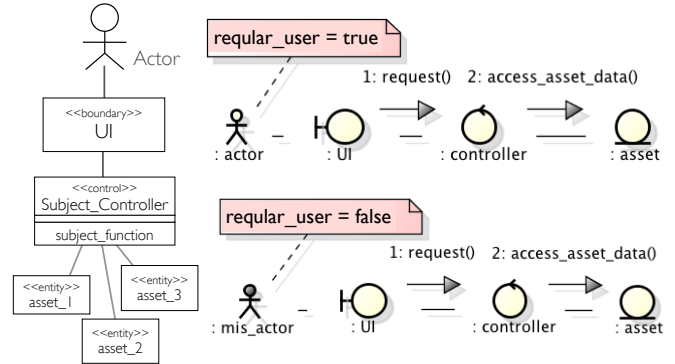 Actor
<<boundary>>
UI
<<control>>
Subject_Controller
subject_function
<<entity>>
asset_1
<<entity>>
asset_2
<<entity>>
asset_3
reqular_user = true
1: request()
2: access_asset_data()
: actor
: UI
: controller
: asset
reqular_user = false
1: request()
2: access_asset_data()
: mis_actor
: UI
: controller
: asset